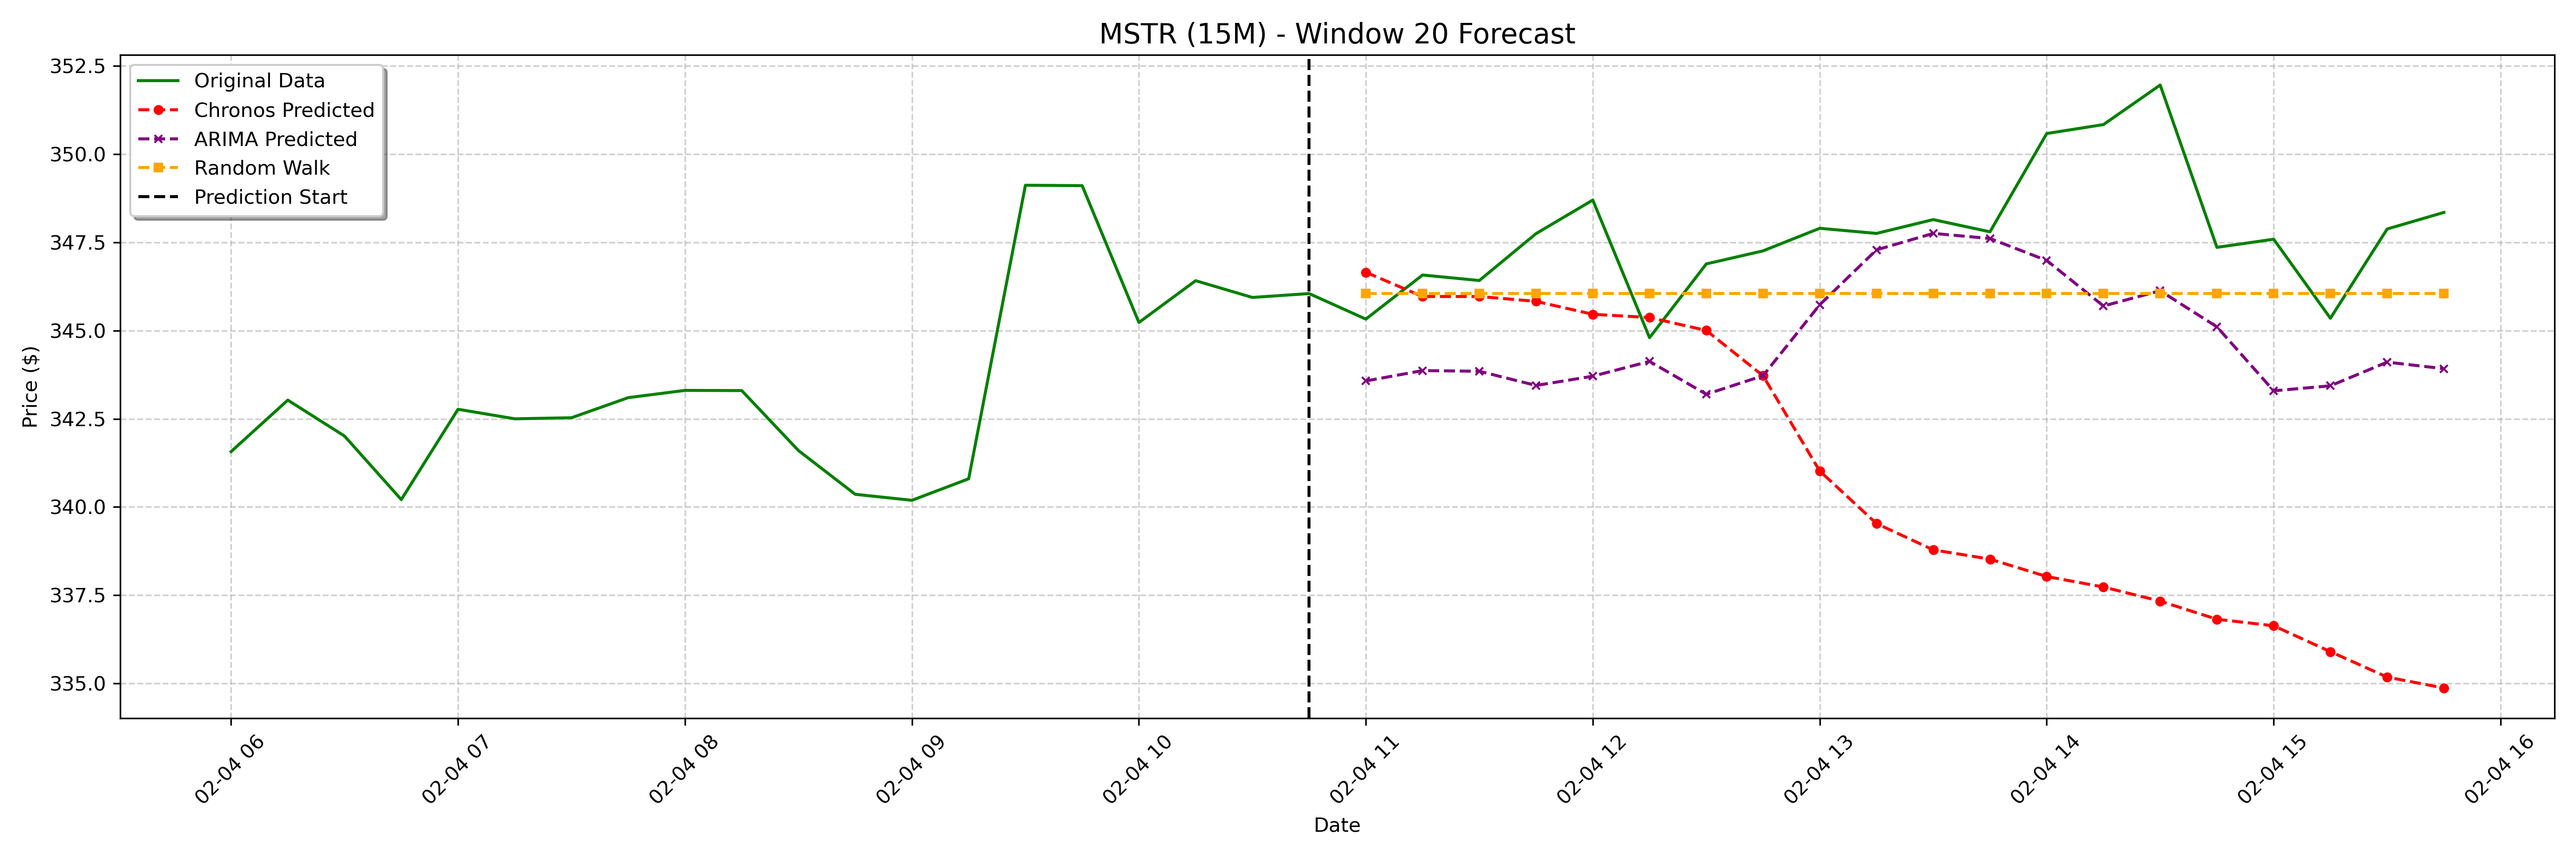 MSTR (15M) - Window 20 Forecast
Original Data
Chronos Predicted
ARIMA Predicted
Random Walk
Prediction Start
Price ($)
352.5
350.0
347.5
345.0
342.5
340.0
337.5
335.0
02-04 06
02-04 07
02-04 08
02-04 09
02-04 10
02-04 11
02-04 12
02-04 13
02-04 14
02-04 15
02-04 16
Date